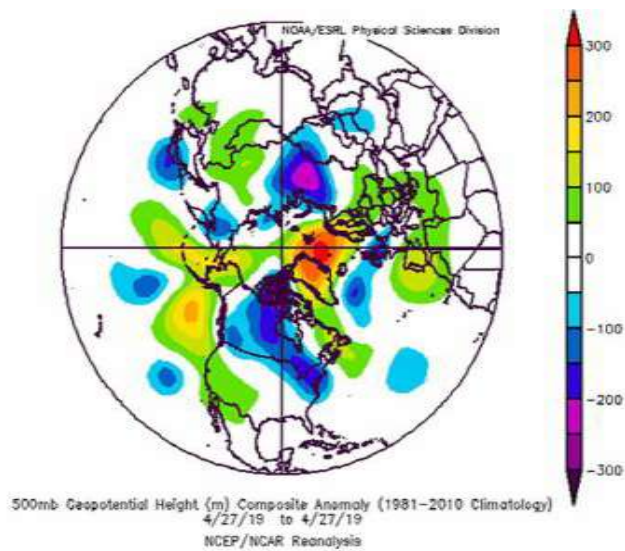 NOAA/ESRL Physical Sciences Division
300
200
100
0
-100
-200
-300
500mb Geopotential Height (m) Composite Anomaly (1981-2010 Climatology)
4/27/19 to 4/27/19
NCEP/NCAR Reanalysis